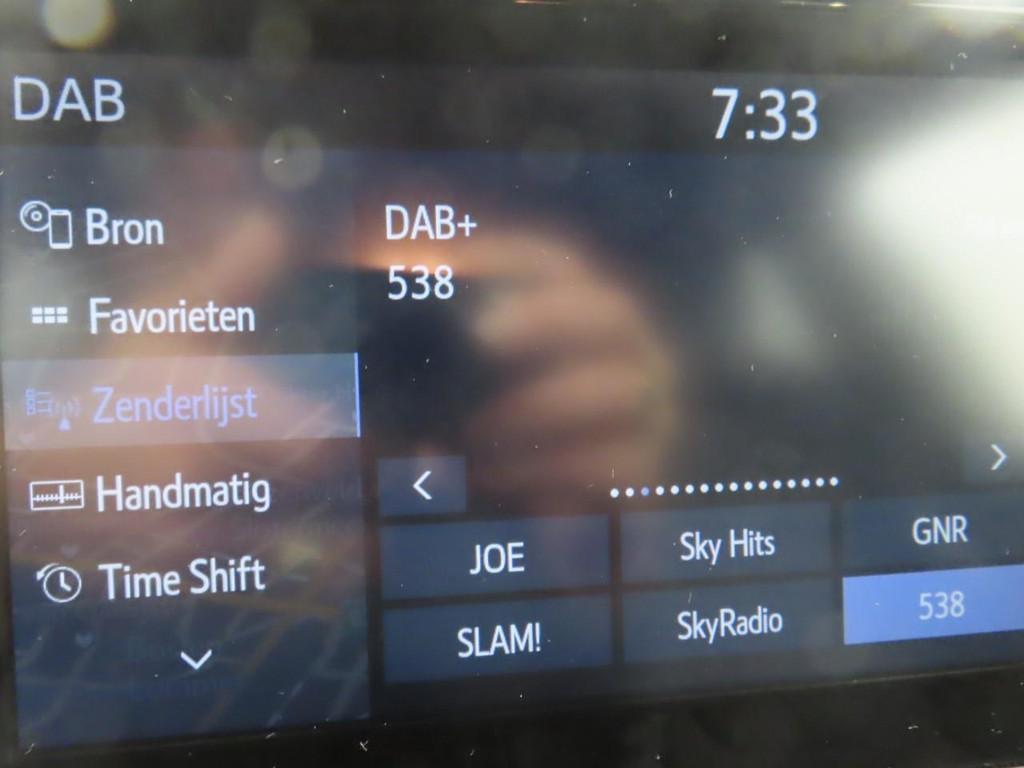 DAB
7:33
Bron
Favorieten
Zenderlijst
Handmatig
Time Shift
DAB+
538
JOE
Sky Hits
GNR
SLAM!
SkyRadio
538